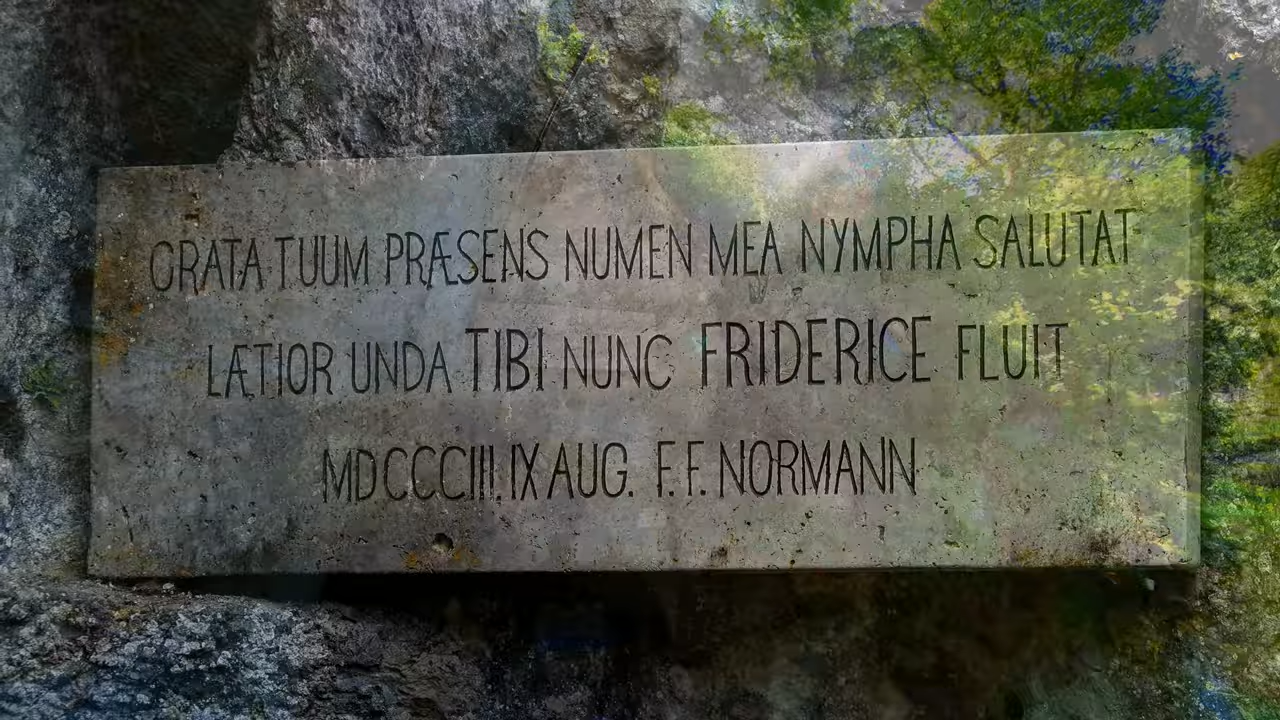 GRATA TUUM PRÆSENS NUMEN MEA NYMPHA SALUTAT
LÆTIOR UNDA TIBI NUNC FRIDERICE FLUIT
MDCCCIII. IX AUG. F. F. NORMANN